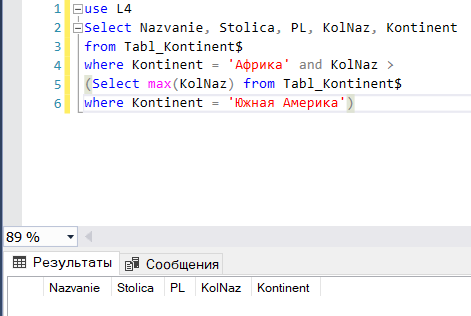 1 use L4
2 Select Nazvanie, Stolica, PL, KolNaz, Kontinent
3 from Tabl_Kontinent$
4 where Kontinent = 'Африка' and KolNaz >
5 (Select max(KolNaz) from Tabl_Kontinent$
6 where Kontinent = 'Южная Америка')
89 %
Результаты Сообщения
Nazvanie Stolica PL KolNaz Kontinent